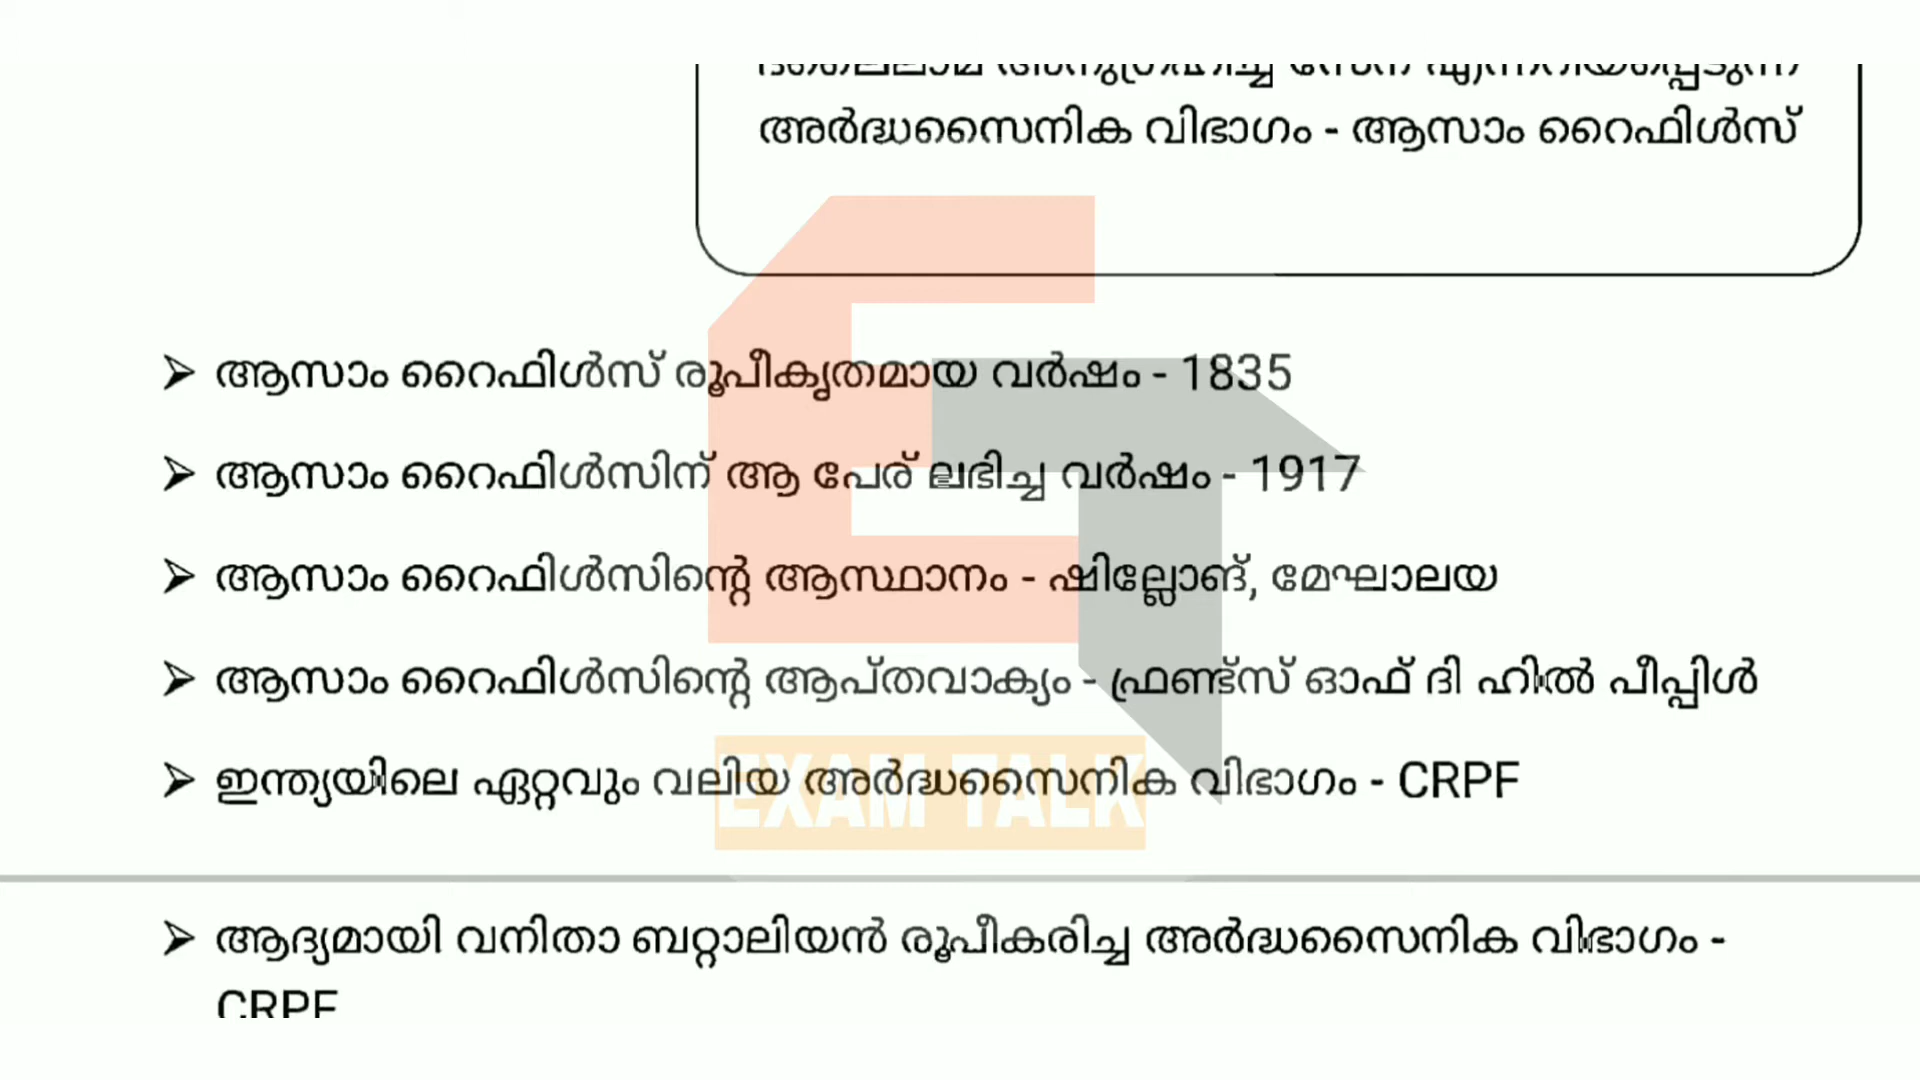 അർദ്ധസൈനിക വിഭാഗം - ആസാം റൈഫിൾസ്
➢ ആസാം റൈഫിൾസ് രൂപീകൃതമായ വർഷം - 1835
➢ ആസാം റൈഫിൾസിന് ആ പേര് ലഭിച്ച വർഷം - 1917
➢ ആസാം റൈഫിൾസിന്റെ ആസ്ഥാനം - ഷില്ലോങ്, മേഘാലയ
➢ ആസാം റൈഫിൾസിന്റെ ആപ്തവാക്യം - ഫ്രണ്ട്സ് ഓഫ് ദി ഹിൽ പീപ്പിൾ
➢ ഇന്ത്യയിലെ ഏറ്റവും വലിയ അർദ്ധസൈനിക വിഭാഗം - CRPF
EXAM TALK
➢ ആദ്യമായി വനിതാ ബറ്റാലിയൻ രൂപീകരിച്ച അർദ്ധസൈനിക വിഭാഗം -
CRPF